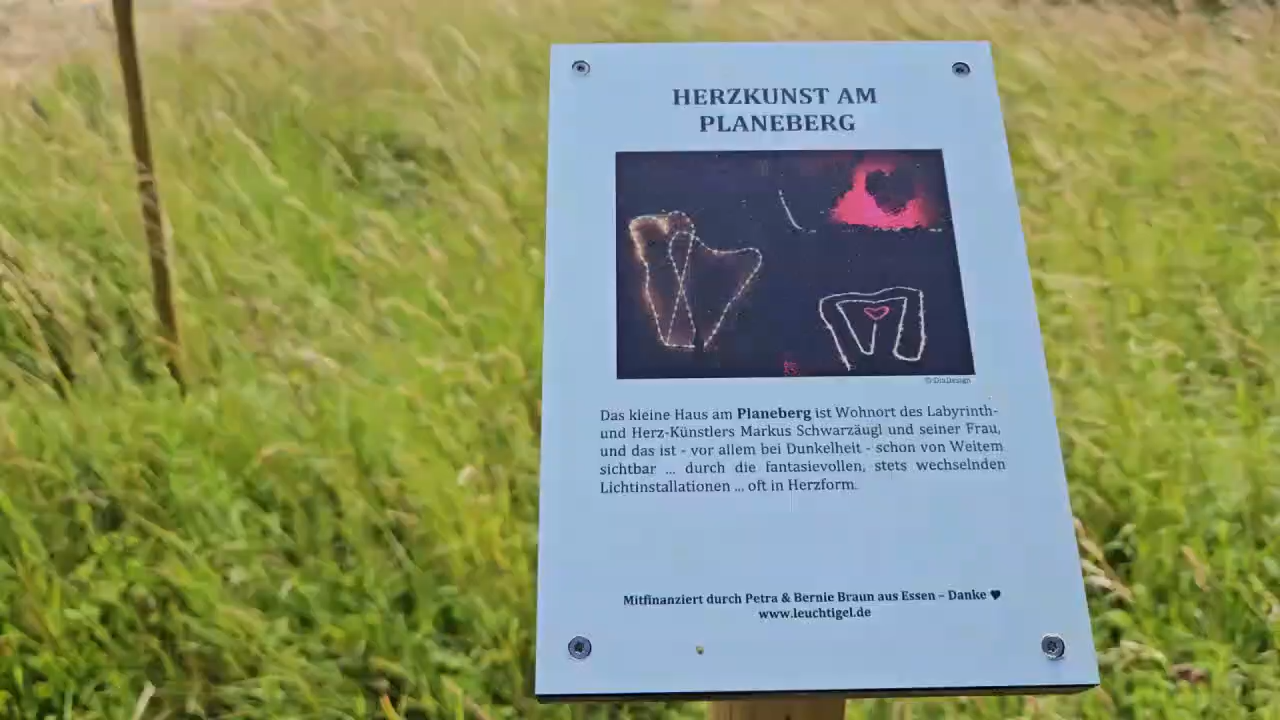 HERZKUNST AM
PLANEBERG
© DiaDesign
Das kleine Haus am Planeberg ist Wohnort des Labyrinth-
und Herz-Künstlers Markus Schwarzäugl und seiner Frau,
und das ist - vor allem bei Dunkelheit - schon von Weitem
sichtbar ... durch die fantasievollen, stets wechselnden
Lichtinstallationen ... oft in Herzform.
Mitfinanziert durch Petra & Bernie Braun aus Essen – Danke ♥
www.leuchtigel.de